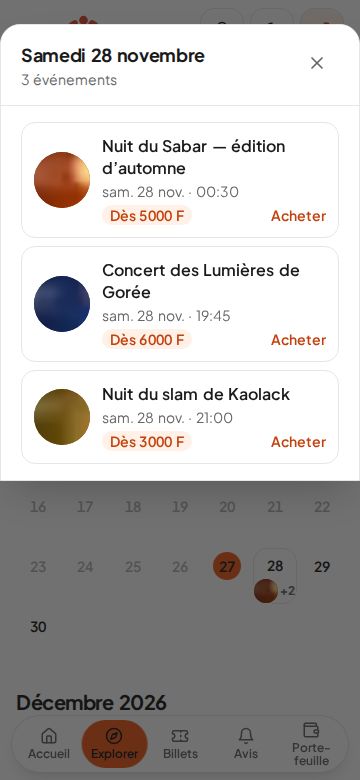 Samedi 28 novembre
3 événements
Nuit du Sabar — édition
d’automne
sam. 28 nov. · 00:30
Dès 5000 F
Acheter
Concert des Lumières de
Gorée
sam. 28 nov. · 19:45
Dès 6000 F
Acheter
Nuit du slam de Kaolack
sam. 28 nov. · 21:00
Dès 3000 F
Acheter
16 17 18 19 20 21 22
23 24 25 26 27 28 29
+2
30
Décembre 2026
Accueil
Explorer
Billets
Avis
Porte-
feuille